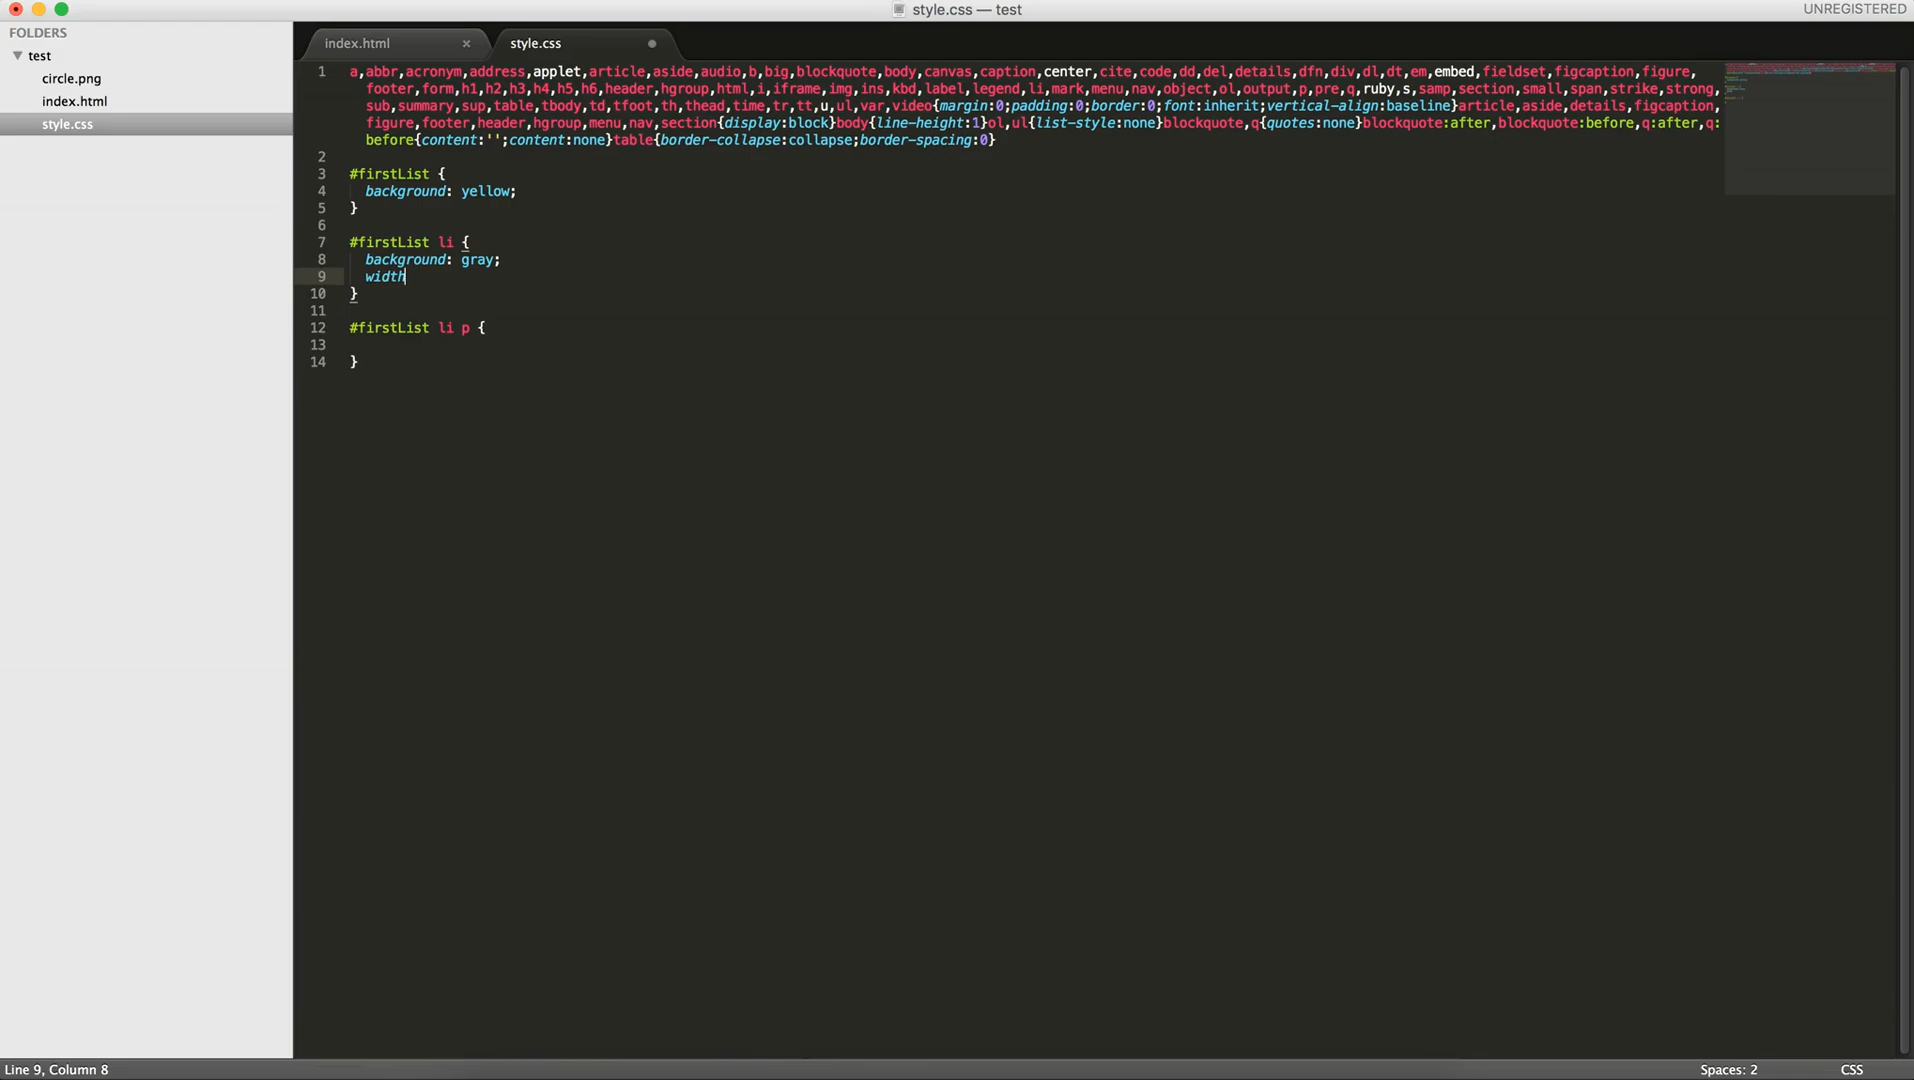 style.css — test
UNREGISTERED
FOLDERS
test
circle.png
index.html
style.css
index.html ×
style.css
1 a,abbr,acronym,address,applet,article,aside,audio,b,big,blockquote,body,canvas,caption,center,cite,code,dd,del,details,dfn,div,dl,dt,em,embed,fieldset,figcaption,figure,
footer,form,h1,h2,h3,h4,h5,h6,header,hgroup,html,i,iframe,img,ins,kbd,label,legend,li,mark,menu,nav,object,ol,output,p,pre,q,ruby,s,samp,section,small,span,strike,strong,
sub,summary,sup,table,tbody,td,tfoot,th,thead,time,tr,tt,u,ul,var,video{margin:0;padding:0;border:0;font:inherit;vertical-align:baseline}article,aside,details,figcaption,
figure,footer,header,hgroup,menu,nav,section{display:block}body{line-height:1}ol,ul{list-style:none}blockquote,q{quotes:none}blockquote:after,blockquote:before,q:after,q:
before{content:'';content:none}table{border-collapse:collapse;border-spacing:0}
2
3 #firstList {
4 background: yellow;
5 }
6
7 #firstList li {
8 background: gray;
9 width
10 }
11
12 #firstList li p {
13
14 }
Line 9, Column 8
Spaces: 2
CSS